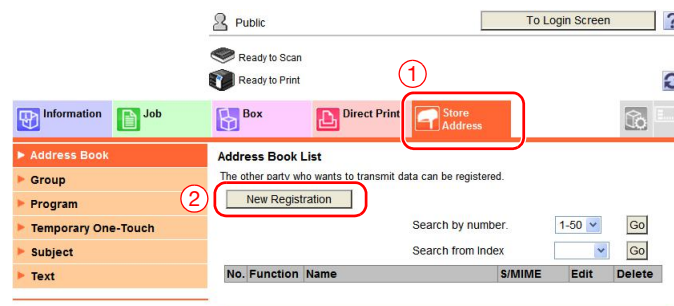 Public
To Login Screen
?
Ready to Scan
Ready to Print
1
Information
Job
Box
Direct Print
Store
Address
Address Book
Group
Program
Temporary One-Touch
Subject
Text
Address Book List
The other party who wants to transmit data can be registered.
2
New Registration
Search by number.
1-50
Go
Search from Index
Go
No. Function Name S/MIME Edit Delete